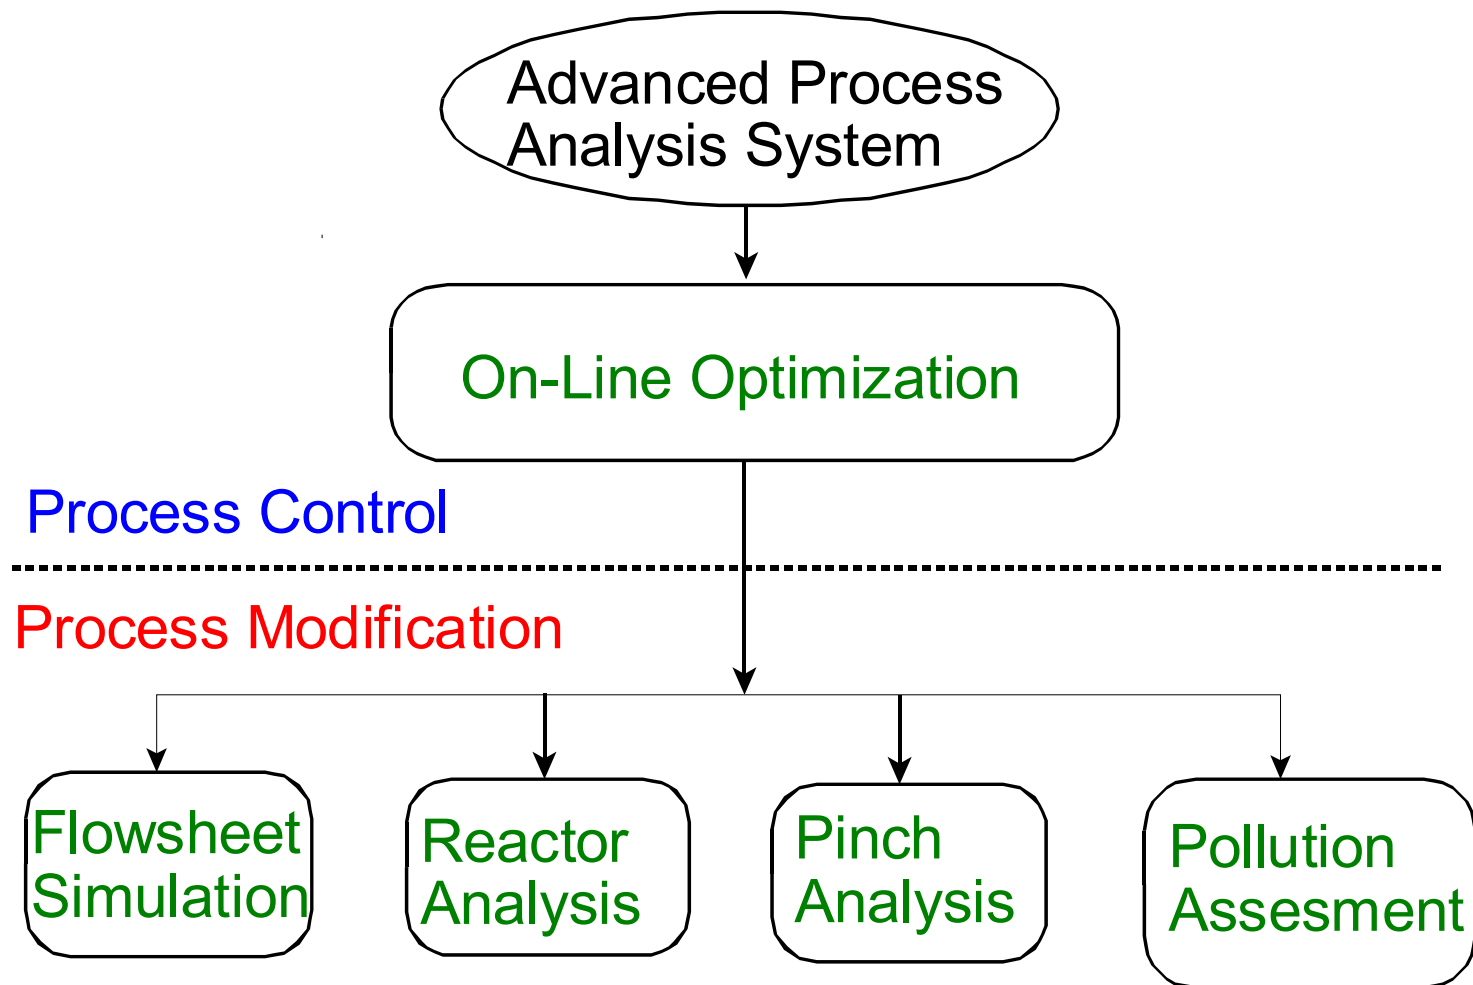 Advanced Process
Analysis System
On-Line Optimization
Process Control
Process Modification
Flowsheet
Simulation
Reactor
Analysis
Pinch
Analysis
Pollution
Assesment